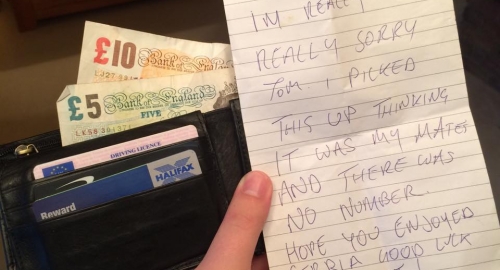 £10
Bank of England
£5
Bank of England
FIVE
DRIVING LICENCE
HALIFAX
Reward
I'M REALLY
REALLY SORRY
TOM I PICKED
THIS UP THINKING
IT WAS MY MATES
AND THERE WAS
NO NUMBER.
HOPE YOU ENJOYED
SERBIA GOOD LUCK